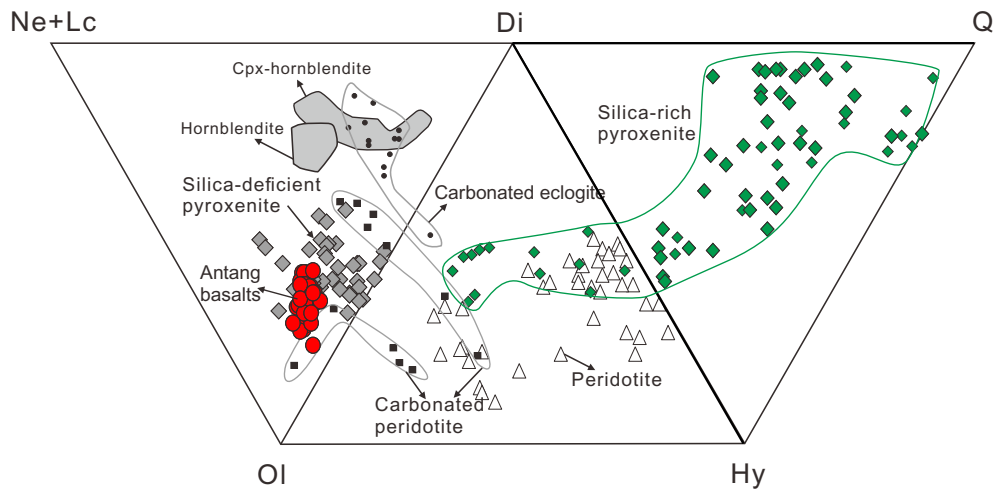 Ne+Lc
Di
Q
Cpx-hornblendite
Hornblendite
Silica-rich
pyroxenite
Silica-deficient
pyroxenite
Carbonated eclogite
Antang
basalts
Peridotite
Carbonated
peridotite
Ol
Hy